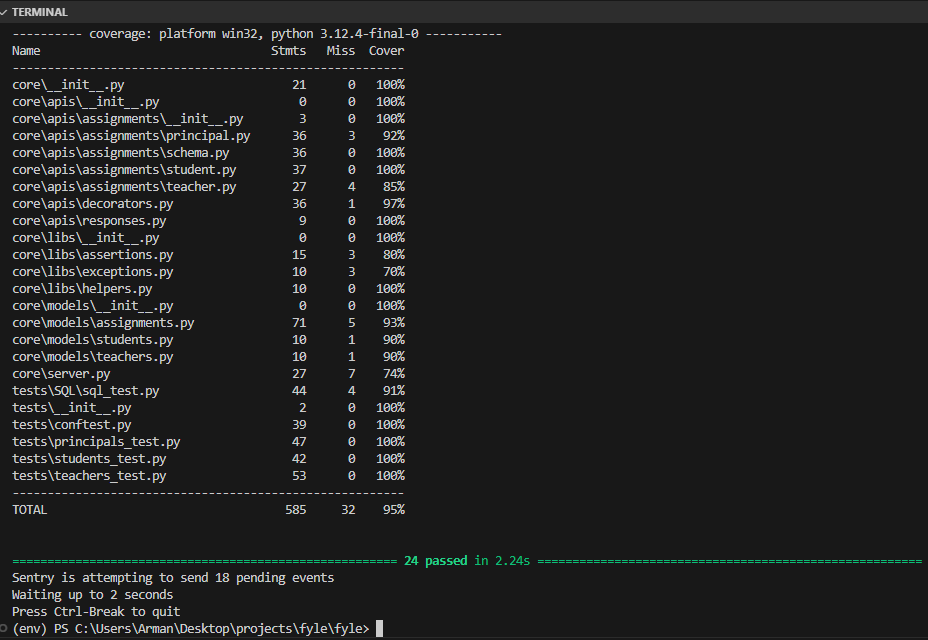 TERMINAL
---------- coverage: platform win32, python 3.12.4-final-0 -----------
Name                                  Stmts   Miss  Cover
---------------------------------------------------------
core\__init__.py                         21      0   100%
core\apis\__init__.py                     0      0   100%
core\apis\assignments\__init__.py         3      0   100%
core\apis\assignments\principal.py       36      3    92%
core\apis\assignments\schema.py          36      0   100%
core\apis\assignments\student.py         37      0   100%
core\apis\assignments\teacher.py         27      4    85%
core\apis\decorators.py                  36      1    97%
core\apis\responses.py                    9      0   100%
core\libs\__init__.py                     0      0   100%
core\libs\assertions.py                  15      3    80%
core\libs\exceptions.py                  10      3    70%
core\libs\helpers.py                     10      0   100%
core\models\__init__.py                   0      0   100%
core\models\assignments.py               71      5    93%
core\models\students.py                  10      1    90%
core\models\teachers.py                  10      1    90%
core\server.py                           27      7    74%
tests\SQL\sql_test.py                    44      4    91%
tests\__init__.py                         2      0   100%
tests\conftest.py                        39      0   100%
tests\principals_test.py                 47      0   100%
tests\students_test.py                   42      0   100%
tests\teachers_test.py                   53      0   100%
---------------------------------------------------------
TOTAL                                   585     32    95%
======================================================== 24 passed in 2.24s ========================================================
Sentry is attempting to send 18 pending events
Waiting up to 2 seconds
Press Ctrl-Break to quit
(env) PS C:\Users\Arman\Desktop\projects\fyle\fyle>